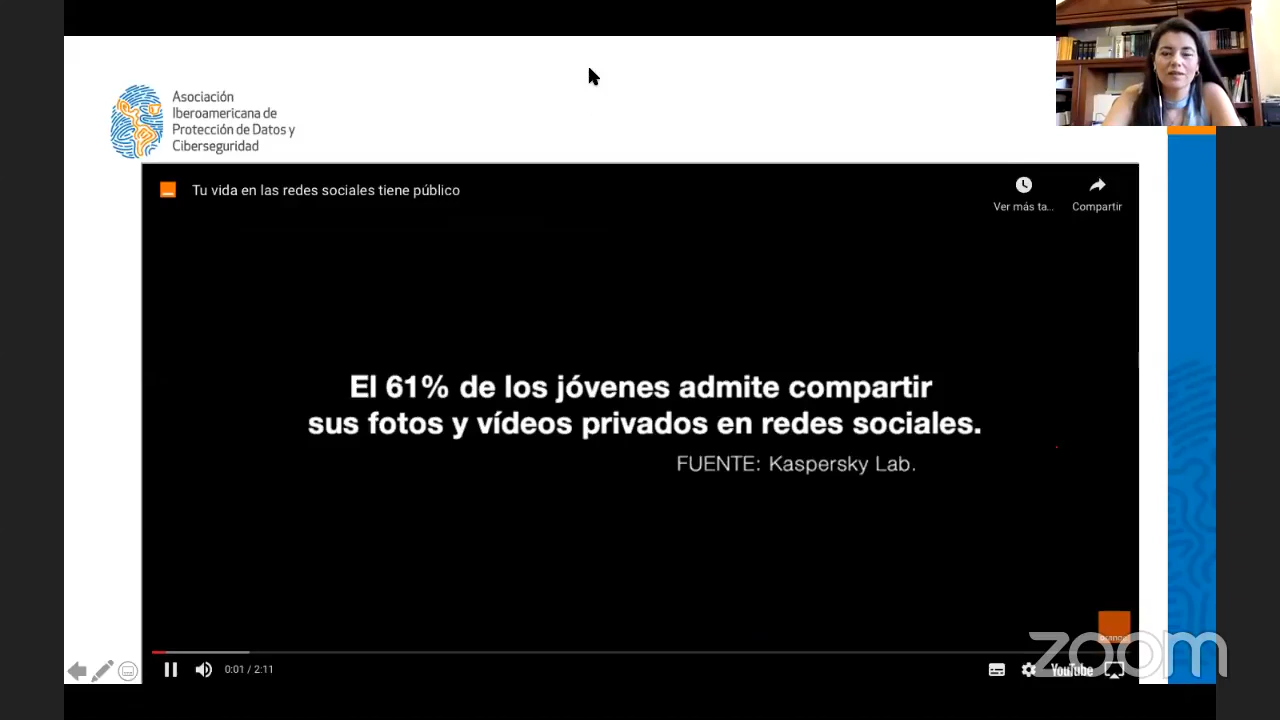 Asociación
Iberoamericana de
Protección de Datos y
Ciberseguridad
Tu vida en las redes sociales tiene público
Ver más ta...
Compartir
El 61% de los jóvenes admite compartir
sus fotos y vídeos privados en redes sociales.
FUENTE: Kaspersky Lab.
orange
0:01 / 2:11
YouTube
zoom